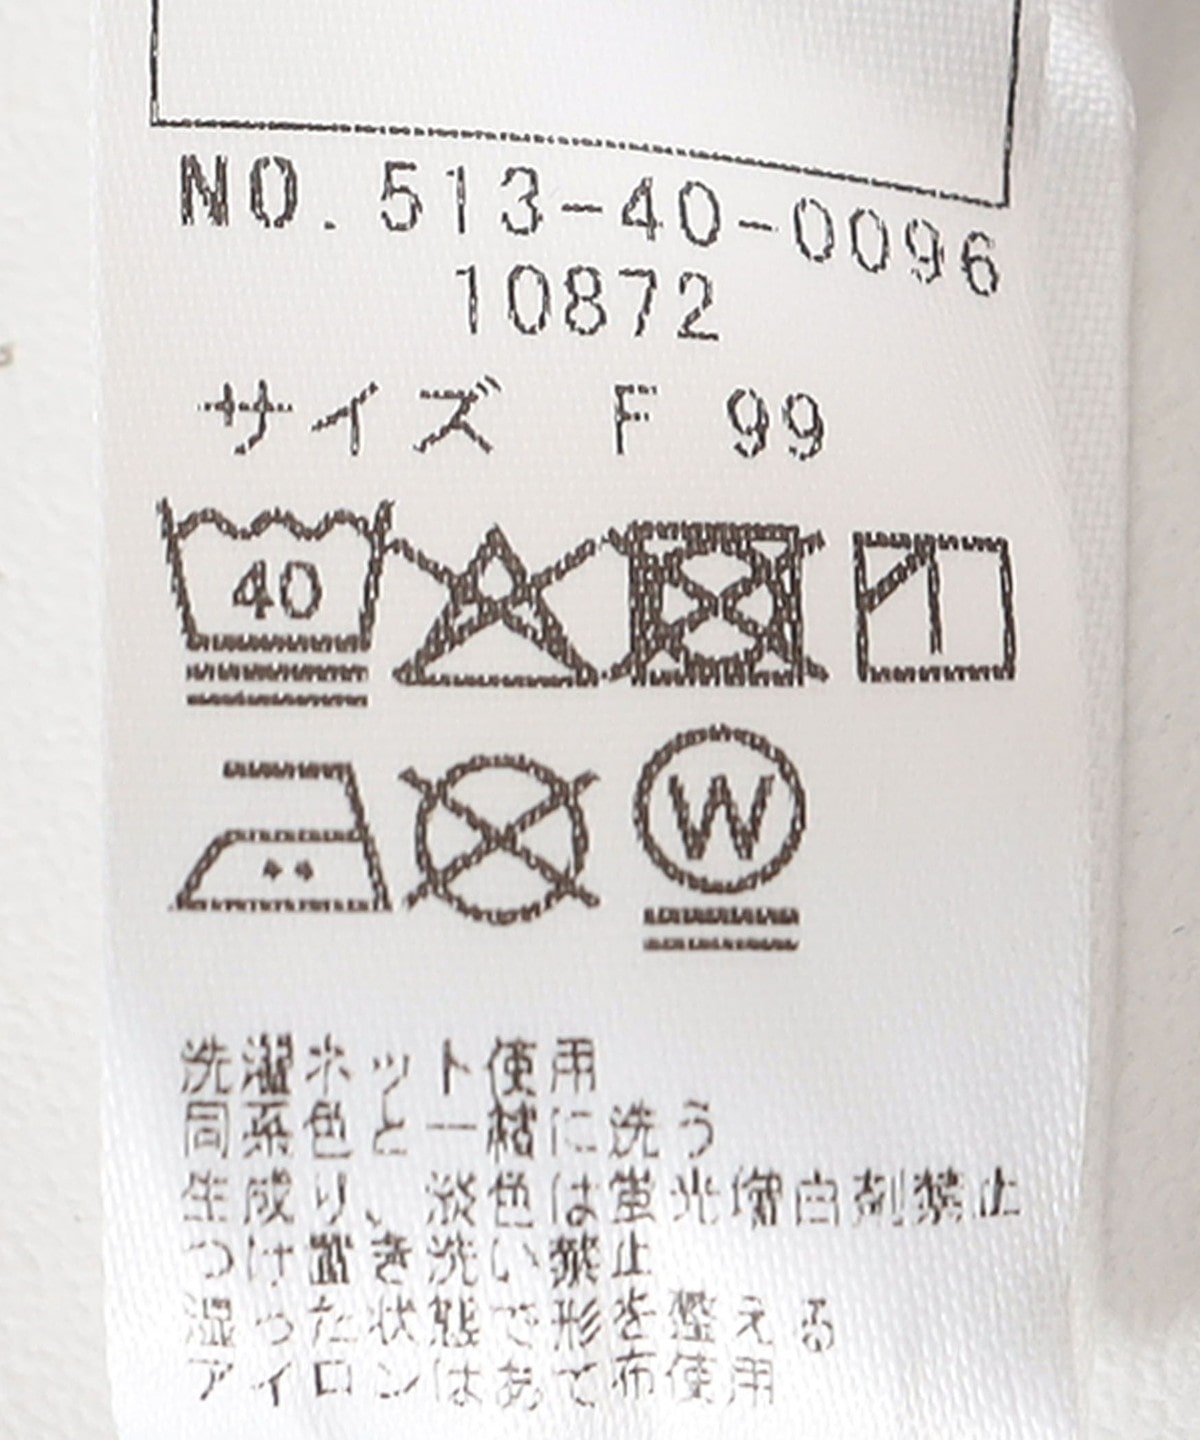 NO. 513-40-0096
10872
サイズ F 99
40
W
洗濯ネット使用
同系色と一緒に洗う
生成り、淡色は蛍光増白剤禁止
つけ置き洗い禁止
湿った状態で形を整える
アイロンはあて布使用